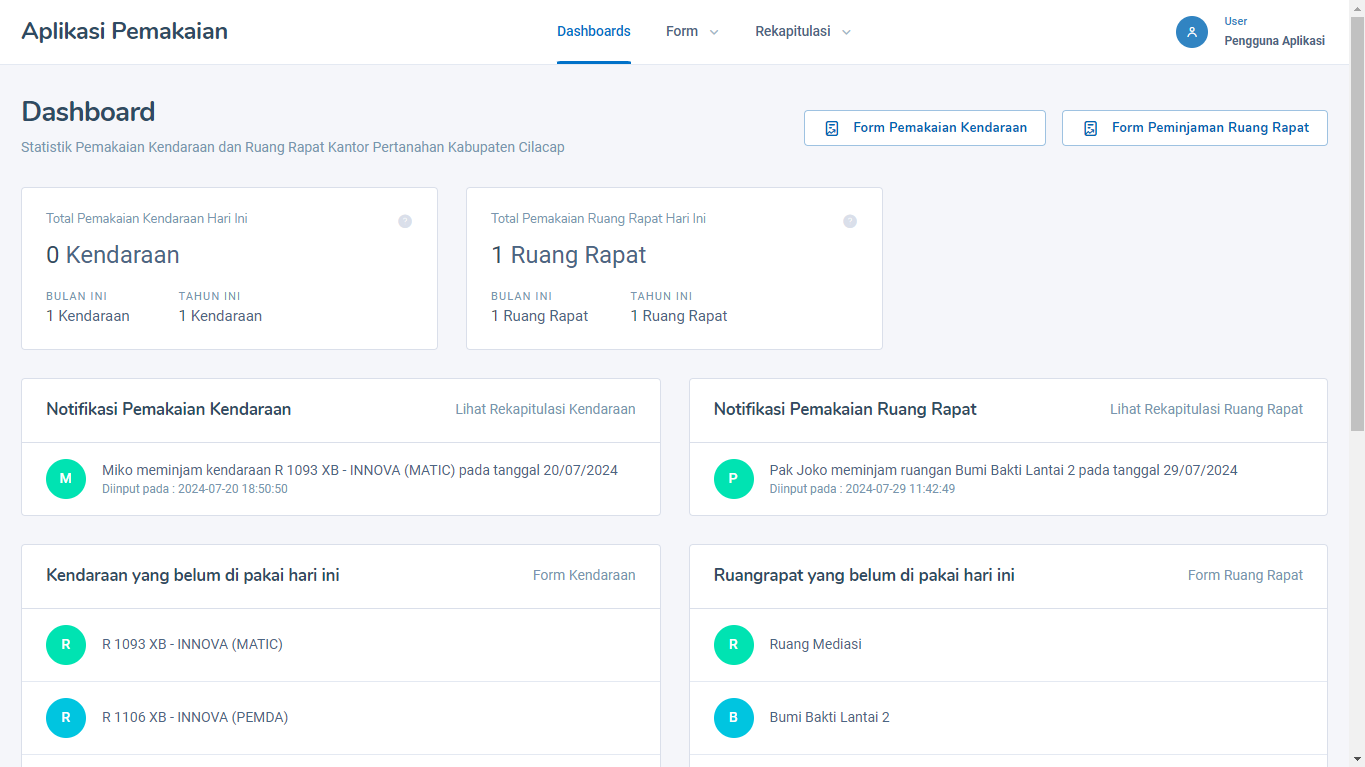 Aplikasi Pemakaian
Dashboards
Form
Rekapitulasi
User
Pengguna Aplikasi
Dashboard
Statistik Pemakaian Kendaraan dan Ruang Rapat Kantor Pertanahan Kabupaten Cilacap
Form Pemakaian Kendaraan
Form Peminjaman Ruang Rapat
Total Pemakaian Kendaraan Hari Ini
?
0 Kendaraan
BULAN INI
TAHUN INI
1 Kendaraan
1 Kendaraan
Total Pemakaian Ruang Rapat Hari Ini
?
1 Ruang Rapat
BULAN INI
TAHUN INI
1 Ruang Rapat
1 Ruang Rapat
Notifikasi Pemakaian Kendaraan
Lihat Rekapitulasi Kendaraan
M
Miko meminjam kendaraan R 1093 XB - INNOVA (MATIC) pada tanggal 20/07/2024
Diinput pada : 2024-07-20 18:50:50
Notifikasi Pemakaian Ruang Rapat
Lihat Rekapitulasi Ruang Rapat
P
Pak Joko meminjam ruangan Bumi Bakti Lantai 2 pada tanggal 29/07/2024
Diinput pada : 2024-07-29 11:42:49
Kendaraan yang belum di pakai hari ini
Form Kendaraan
R
R 1093 XB - INNOVA (MATIC)
R
R 1106 XB - INNOVA (PEMDA)
Ruangrapat yang belum di pakai hari ini
Form Ruang Rapat
R
Ruang Mediasi
B
Bumi Bakti Lantai 2